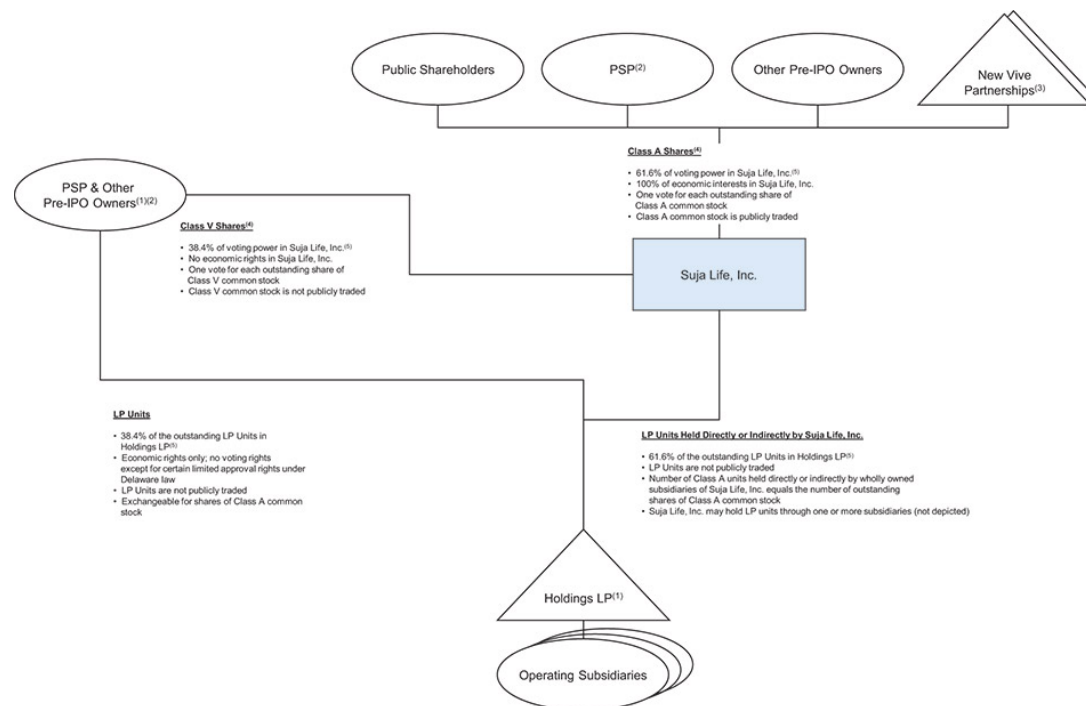 Public Shareholders
PSP(2)
Other Pre-IPO Owners
New Vive
Partnerships(3)
Class A Shares(4)
• 61.6% of voting power in Suja Life, Inc.(5)
• 100% of economic interests in Suja Life, Inc.
• One vote for each outstanding share of
Class A common stock
• Class A common stock is publicly traded
PSP & Other
Pre-IPO Owners(1)(2)
Class V Shares(4)
• 38.4% of voting power in Suja Life, Inc.(5)
• No economic rights in Suja Life, Inc.
• One vote for each outstanding share of
Class V common stock
• Class V common stock is not publicly traded
Suja Life, Inc.
LP Units
• 38.4% of the outstanding LP Units in
Holdings LP(5)
• Economic rights only; no voting rights
except for certain limited approval rights under
Delaware law
• LP Units are not publicly traded
• Exchangeable for shares of Class A common
stock
LP Units Held Directly or Indirectly by Suja Life, Inc.
• 61.6% of the outstanding LP Units in Holdings LP(5)
• LP Units are not publicly traded
• Number of Class A units held directly or indirectly by wholly owned
subsidiaries of Suja Life, Inc. equals the number of outstanding
shares of Class A common stock
• Suja Life, Inc. may hold LP units through one or more subsidiaries (not depicted)
Holdings LP(1)
Operating Subsidiaries